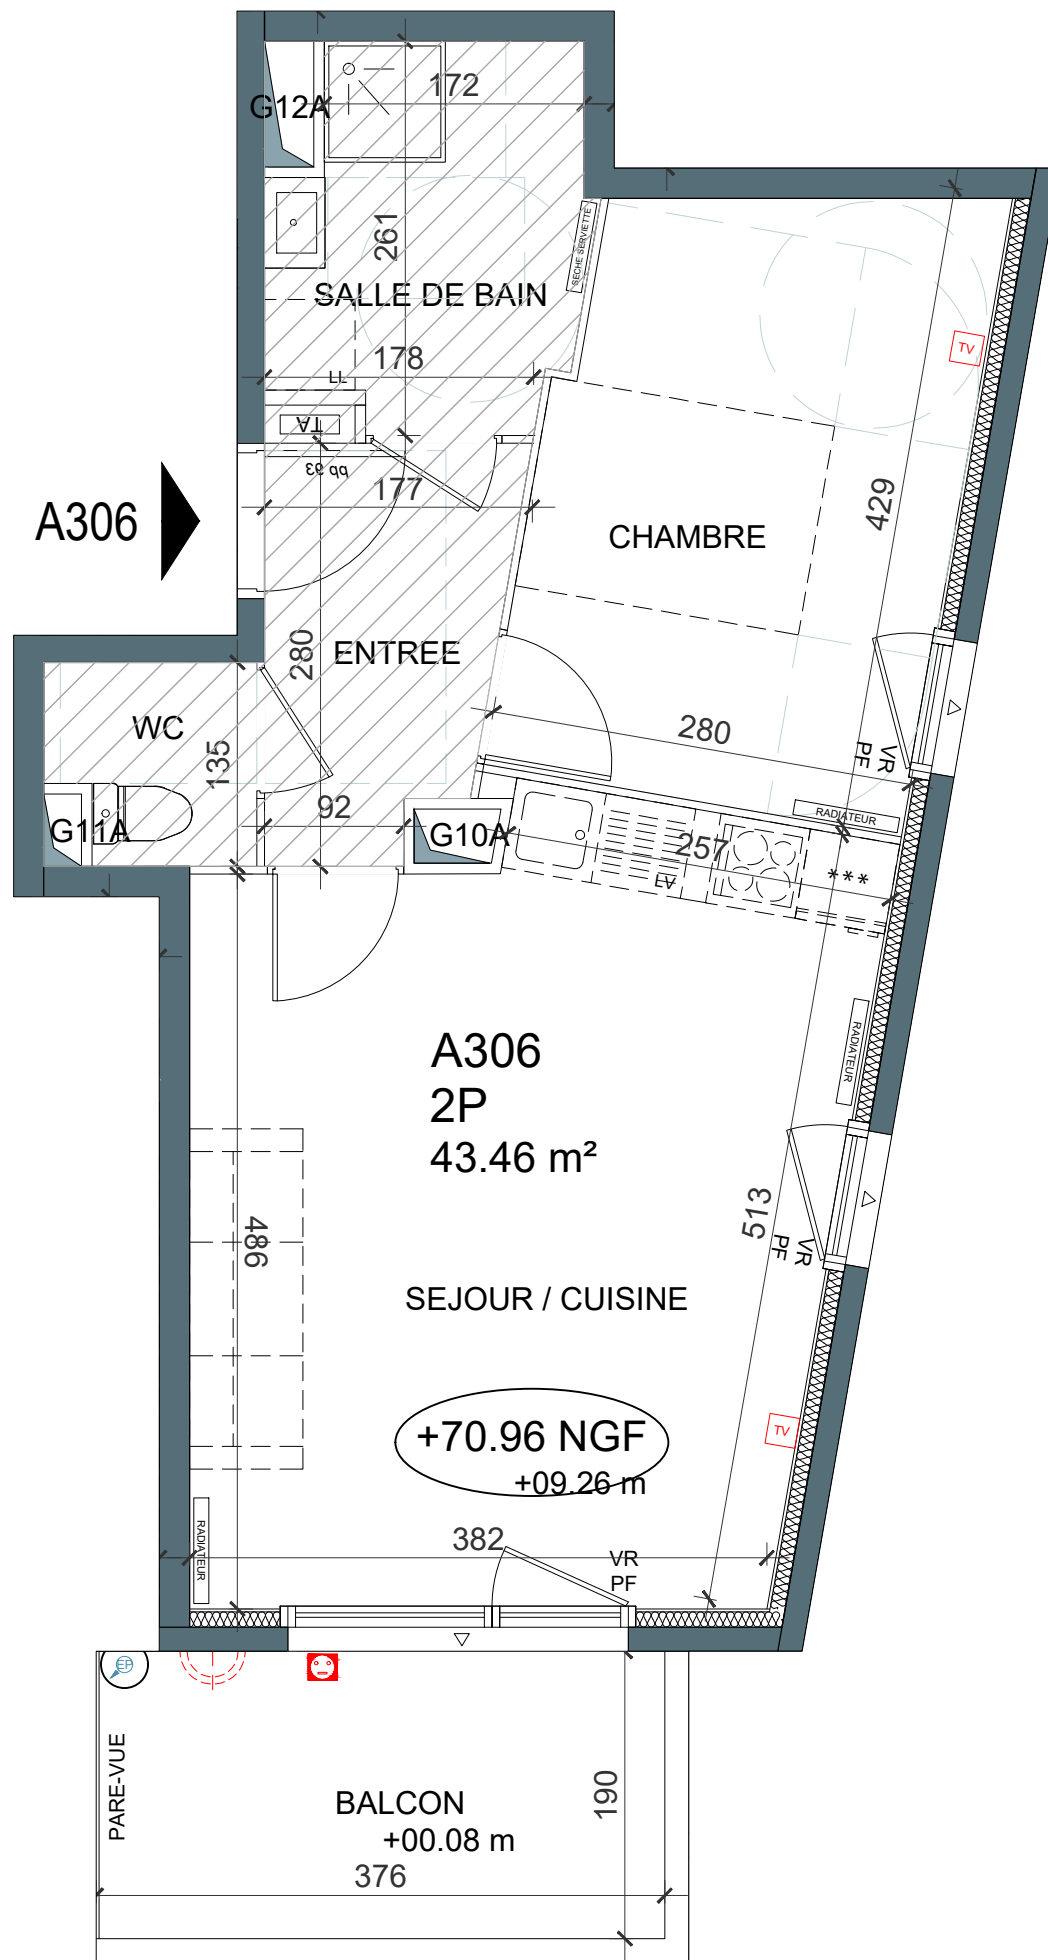 172
G12A
261
SECHE SERVIETTE
SALLE DE BAIN
TV
178
LL
TA
pp 93
177
429
A306
CHAMBRE
280
ENTREE
WC
135
280
VR
PF
92
RADIATEUR
G11A
G10A
257
LV
***
RADIATEUR
A306
2P
43.46 m²
486
513
VR
PF
SEJOUR / CUISINE
+70.96 NGF
+09.26 m
TV
RADIATEUR
382
VR
PF
EP
PARE-VUE
190
BALCON
+00.08 m
376